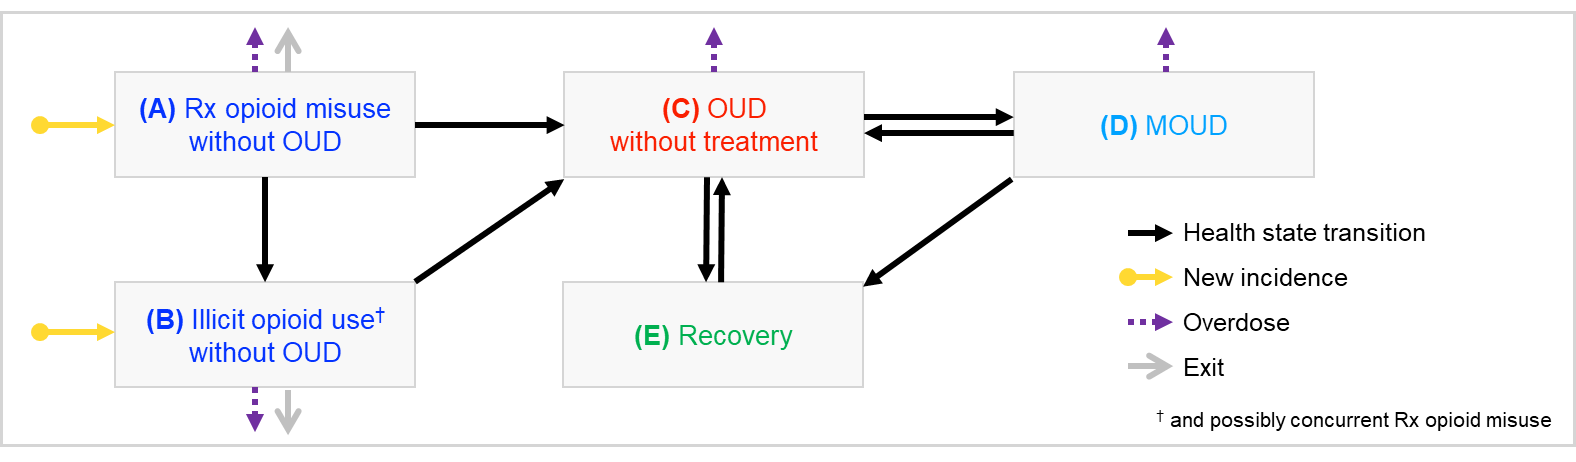 (A) Rx opioid misuse
without OUD
(C) OUD
without treatment
(D) MOUD
(B) Illicit opioid use†
without OUD
(E) Recovery
Health state transition
New incidence
Overdose
Exit
† and possibly concurrent Rx opioid misuse